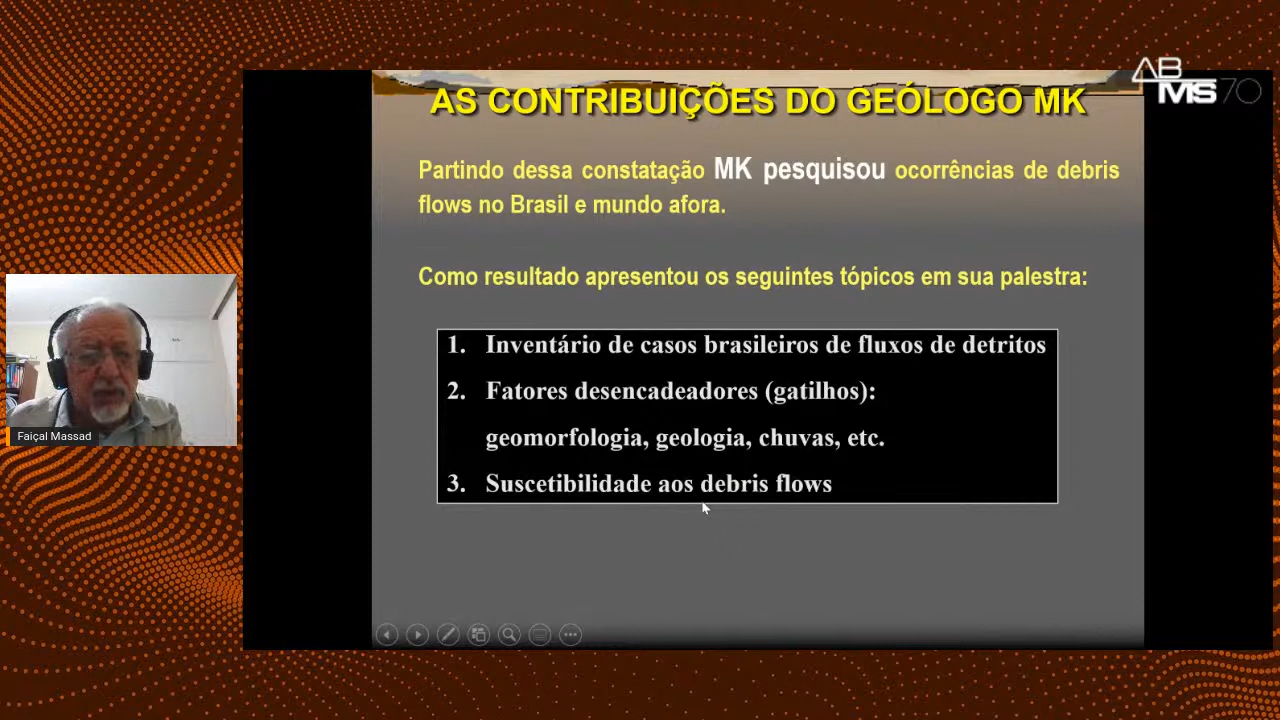 AB
MS70
AS CONTRIBUIÇÕES DO GEÓLOGO MK
Partindo dessa constatação MK pesquisou ocorrências de debris
flows no Brasil e mundo afora.
Como resultado apresentou os seguintes tópicos em sua palestra:
1. Inventário de casos brasileiros de fluxos de detritos
2. Fatores desencadeadores (gatilhos):
geomorfologia, geologia, chuvas, etc.
3. Suscetibilidade aos debris flows
Faiçal Massad